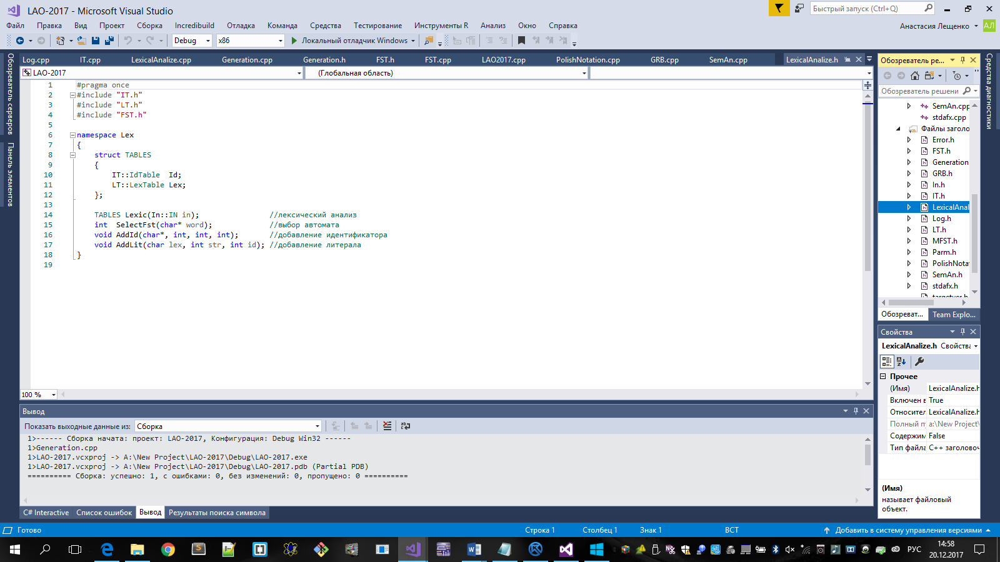 LAO-2017 - Microsoft Visual Studio
Быстрый запуск (Ctrl+Q)
Файл Правка Вид Проект Сборка Incredibuild Отладка Команда Средства Тестирование Инструменты R Анализ Окно Справка
Анастасия Лещенко АЛ
Debug x86 Локальный отладчик Windows
Log.cpp IT.cpp LexicalAnalize.cpp Generation.cpp Generation.h FST.h FST.cpp LAO2017.cpp PolishNotation.cpp GRB.cpp SemAn.cpp LexicalAnalize.h
LAO-2017 (Глобальная область)
Обозреватель серверов
Панель элементов
1 #pragma once
2 #include "IT.h"
3 #include "LT.h"
4 #include "FST.h"
5
6 namespace Lex
7 {
8 struct TABLES
9 {
10 IT::IdTable Id;
11 LT::LexTable Lex;
12 };
13
14 TABLES Lexic(In::IN in); //лексический анализ
15 int SelectFst(char* word); //выбор автомата
16 void AddId(char*, int, int, int); //добавление идентификатора
17 void AddLit(char lex, int str, int id); //добавление литерала
18 }
19
100 %
Вывод
Показать выходные данные из: Сборка
1>------ Сборка начата: проект: LAO-2017, Конфигурация: Debug Win32 ------
1>Generation.cpp
1>LAO-2017.vcxproj -> A:\New Project\LAO-2017\Debug\LAO-2017.exe
1>LAO-2017.vcxproj -> A:\New Project\LAO-2017\Debug\LAO-2017.pdb (Partial PDB)
========== Сборка: успешно: 1, с ошибками: 0, без изменений: 0, пропущено: 0 ==========
C# Interactive Список ошибок Вывод Результаты поиска символа
Обозреватель ре...
Обозреватель решени
SemAn.cpp
stdafx.cpp
Файлы заголо
Error.h
FST.h
Generation
GRB.h
In.h
IT.h
LexicalAnal
Log.h
LT.h
MFST.h
Parm.h
PolishNota
SemAn.h
stdafx.h
targetver.h
Обозреват... Team Explo...
Свойства
LexicalAnalize.h Свойства
Прочее
(Имя) LexicalAnalize.h
Включен в True
Относител LexicalAnalize.h
Полный п a:\New Project\
Содержим False
Тип файла C++ заголовоч
(Имя)
называет файловый
объект.
Средства диагностики
Готово Строка 1 Столбец 1 Знак 1 ВСТ Добавить в систему управления версиями
РУС 14:58
20.12.2017